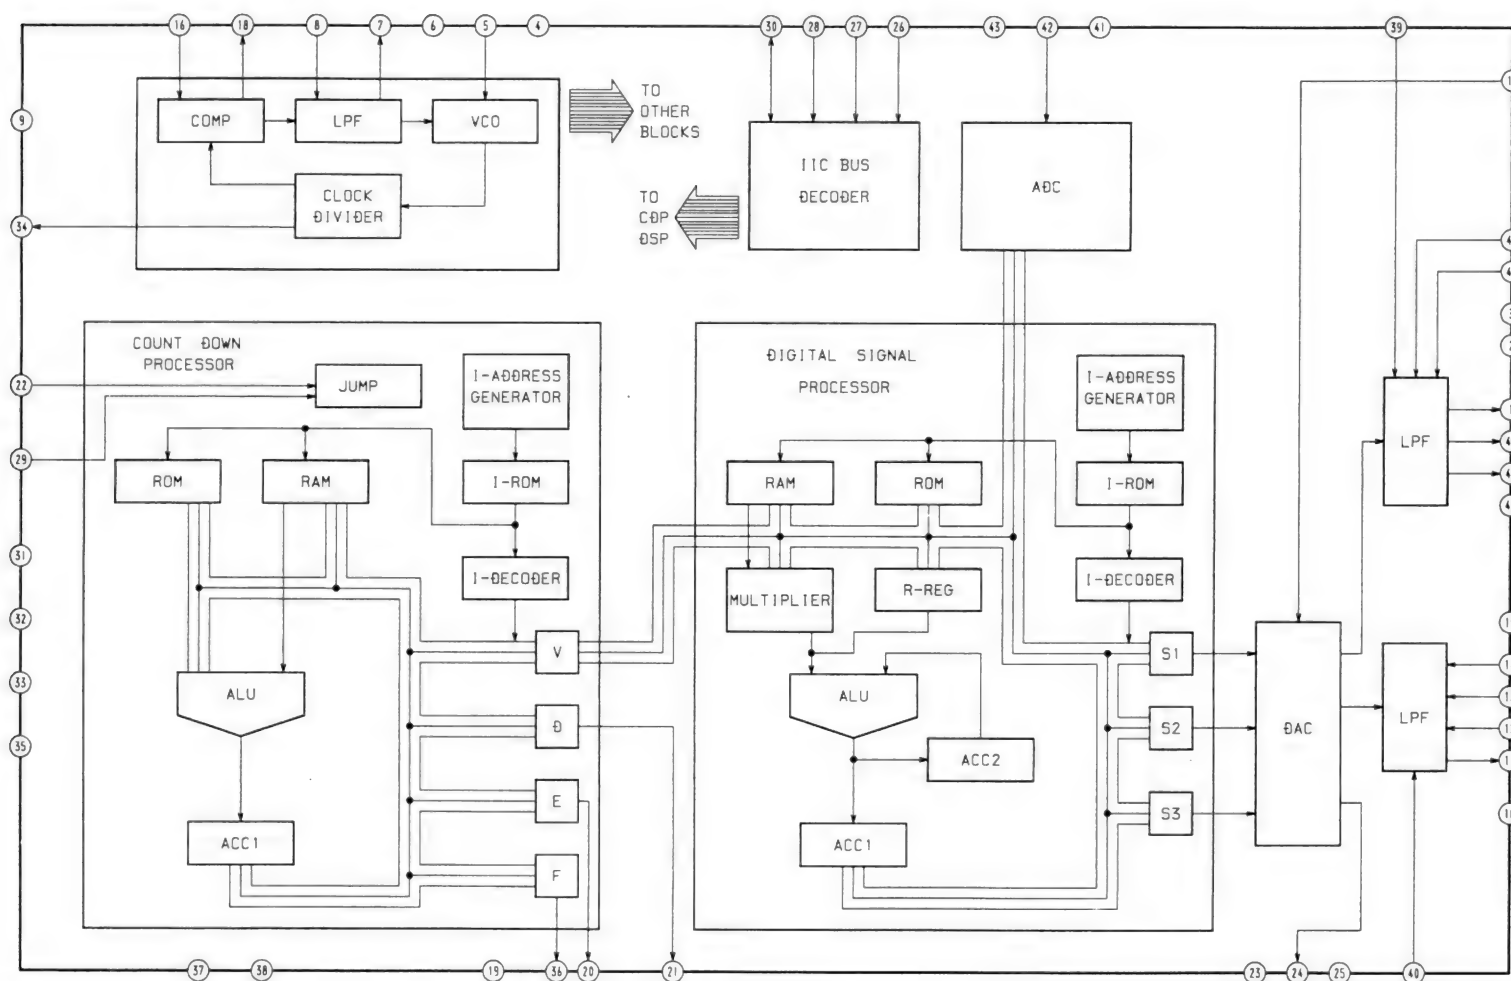 16 18 8 7 6 5 4 30 28 27 26 43 42 41 39
9
COMP
LPF
VCO
CLOCK
DIVIDER
34
TO
OTHER
BLOCKS
IIC BUS
DECODER
TO
CDP
DSP
ADC
COUNT DOWN
PROCESSOR
22
29
JUMP
I-ADDRESS
GENERATOR
ROM
RAM
I-ROM
I-DECODER
31
32
33
35
ALU
ACC1
V
D
E
F
DIGITAL SIGNAL
PROCESSOR
I-ADDRESS
GENERATOR
RAM
ROM
I-ROM
MULTIPLIER
R-REG
I-DECODER
ALU
ACC2
ACC1
S1
S2
S3
DAC
LPF
LPF
37 38 19 36 20 21 23 24 25 40